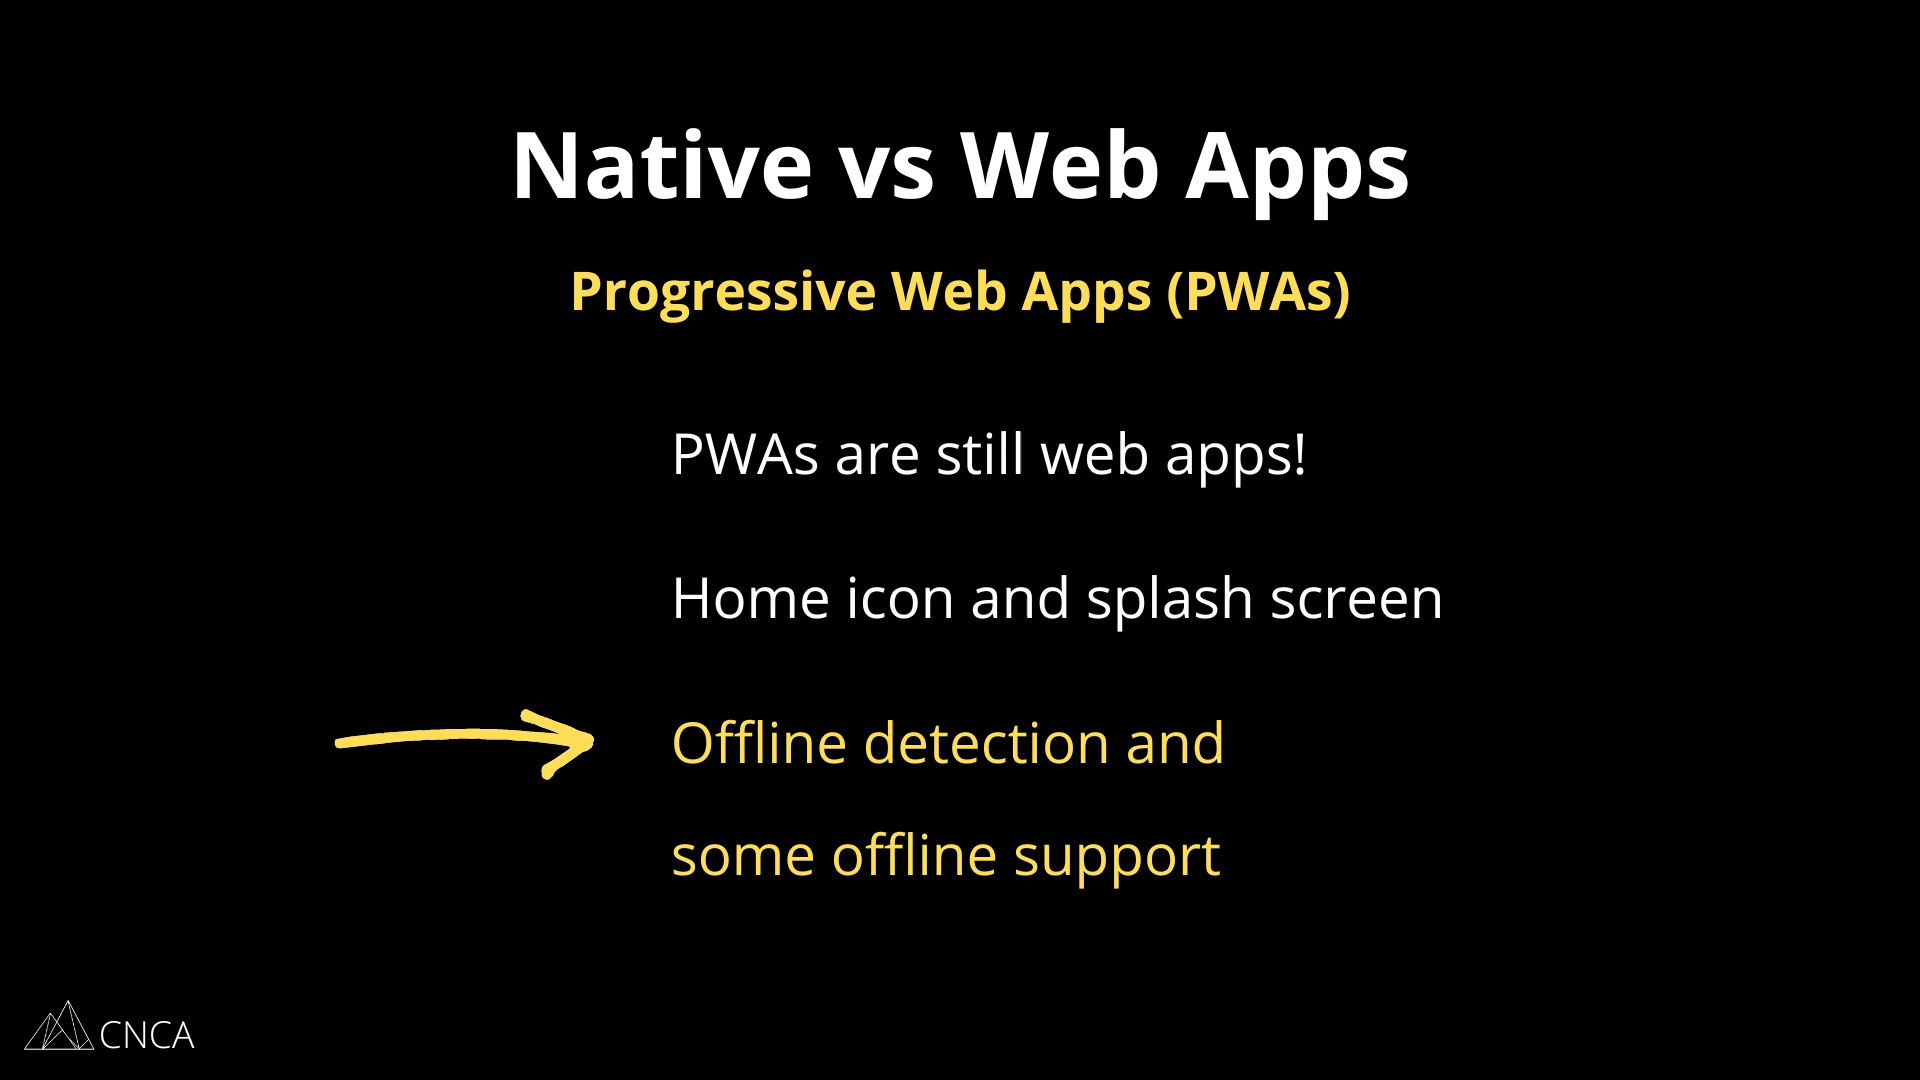 Native vs Web Apps
Progressive Web Apps (PWAs)
PWAs are still web apps!
Home icon and splash screen
Offline detection and
some offline support
CNCA